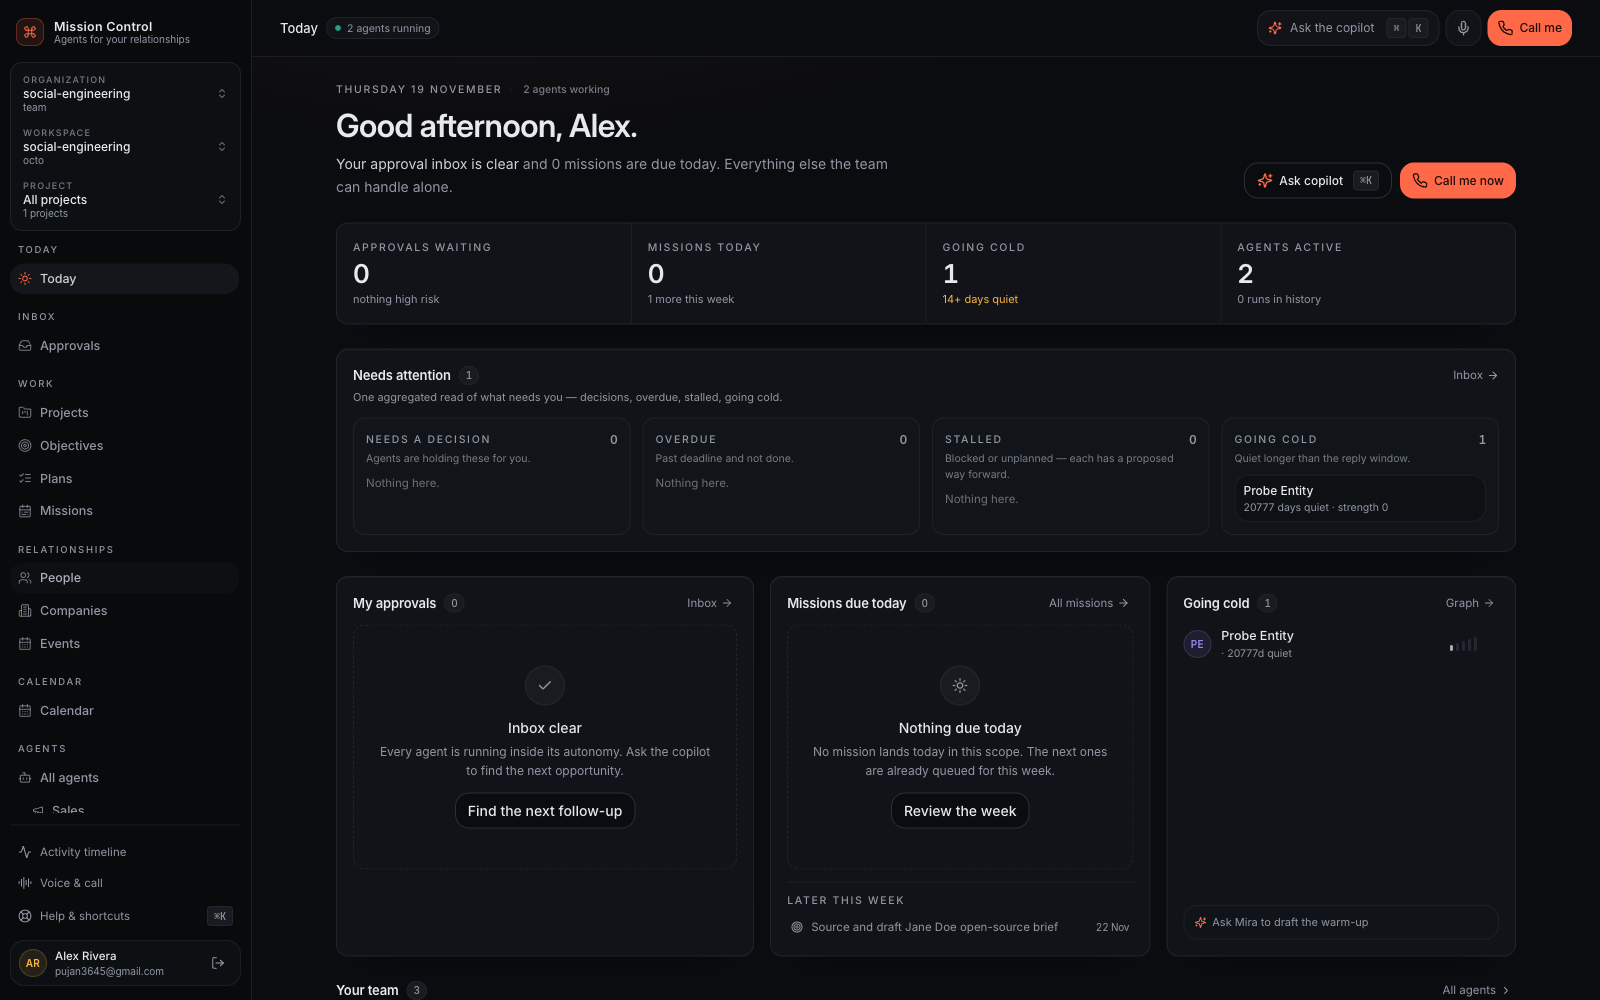 Mission Control
Agents for your relationships
ORGANIZATION
social-engineering
team
WORKSPACE
social-engineering
octo
PROJECT
All projects
1 projects
TODAY
Today
INBOX
Approvals
WORK
Projects
Objectives
Plans
Missions
RELATIONSHIPS
People
Companies
Events
CALENDAR
Calendar
AGENTS
All agents
Sales
Activity timeline
Voice & call
Help & shortcuts
⌘K
AR
Alex Rivera
pujan3645@gmail.com
Today
2 agents running
Ask the copilot
⌘ K
Call me
THURSDAY 19 NOVEMBER · 2 agents working
Good afternoon, Alex.
Your approval inbox is clear and 0 missions are due today. Everything else the team
can handle alone.
Ask copilot ⌘K
Call me now
APPROVALS WAITING
0
nothing high risk
MISSIONS TODAY
0
1 more this week
GOING COLD
1
14+ days quiet
AGENTS ACTIVE
2
0 runs in history
Needs attention 1
Inbox →
One aggregated read of what needs you — decisions, overdue, stalled, going cold.
NEEDS A DECISION 0
Agents are holding these for you.
Nothing here.
OVERDUE 0
Past deadline and not done.
Nothing here.
STALLED 0
Blocked or unplanned — each has a proposed
way forward.
Nothing here.
GOING COLD 1
Quiet longer than the reply window.
Probe Entity
20777 days quiet · strength 0
My approvals 0
Inbox →
Inbox clear
Every agent is running inside its autonomy. Ask the copilot
to find the next opportunity.
Find the next follow-up
Missions due today 0
All missions →
Nothing due today
No mission lands today in this scope. The next ones
are already queued for this week.
Review the week
LATER THIS WEEK
Source and draft Jane Doe open-source brief 22 Nov
Going cold 1
Graph →
PE
Probe Entity
· 20777d quiet
Ask Mira to draft the warm-up
Your team 3
All agents ›